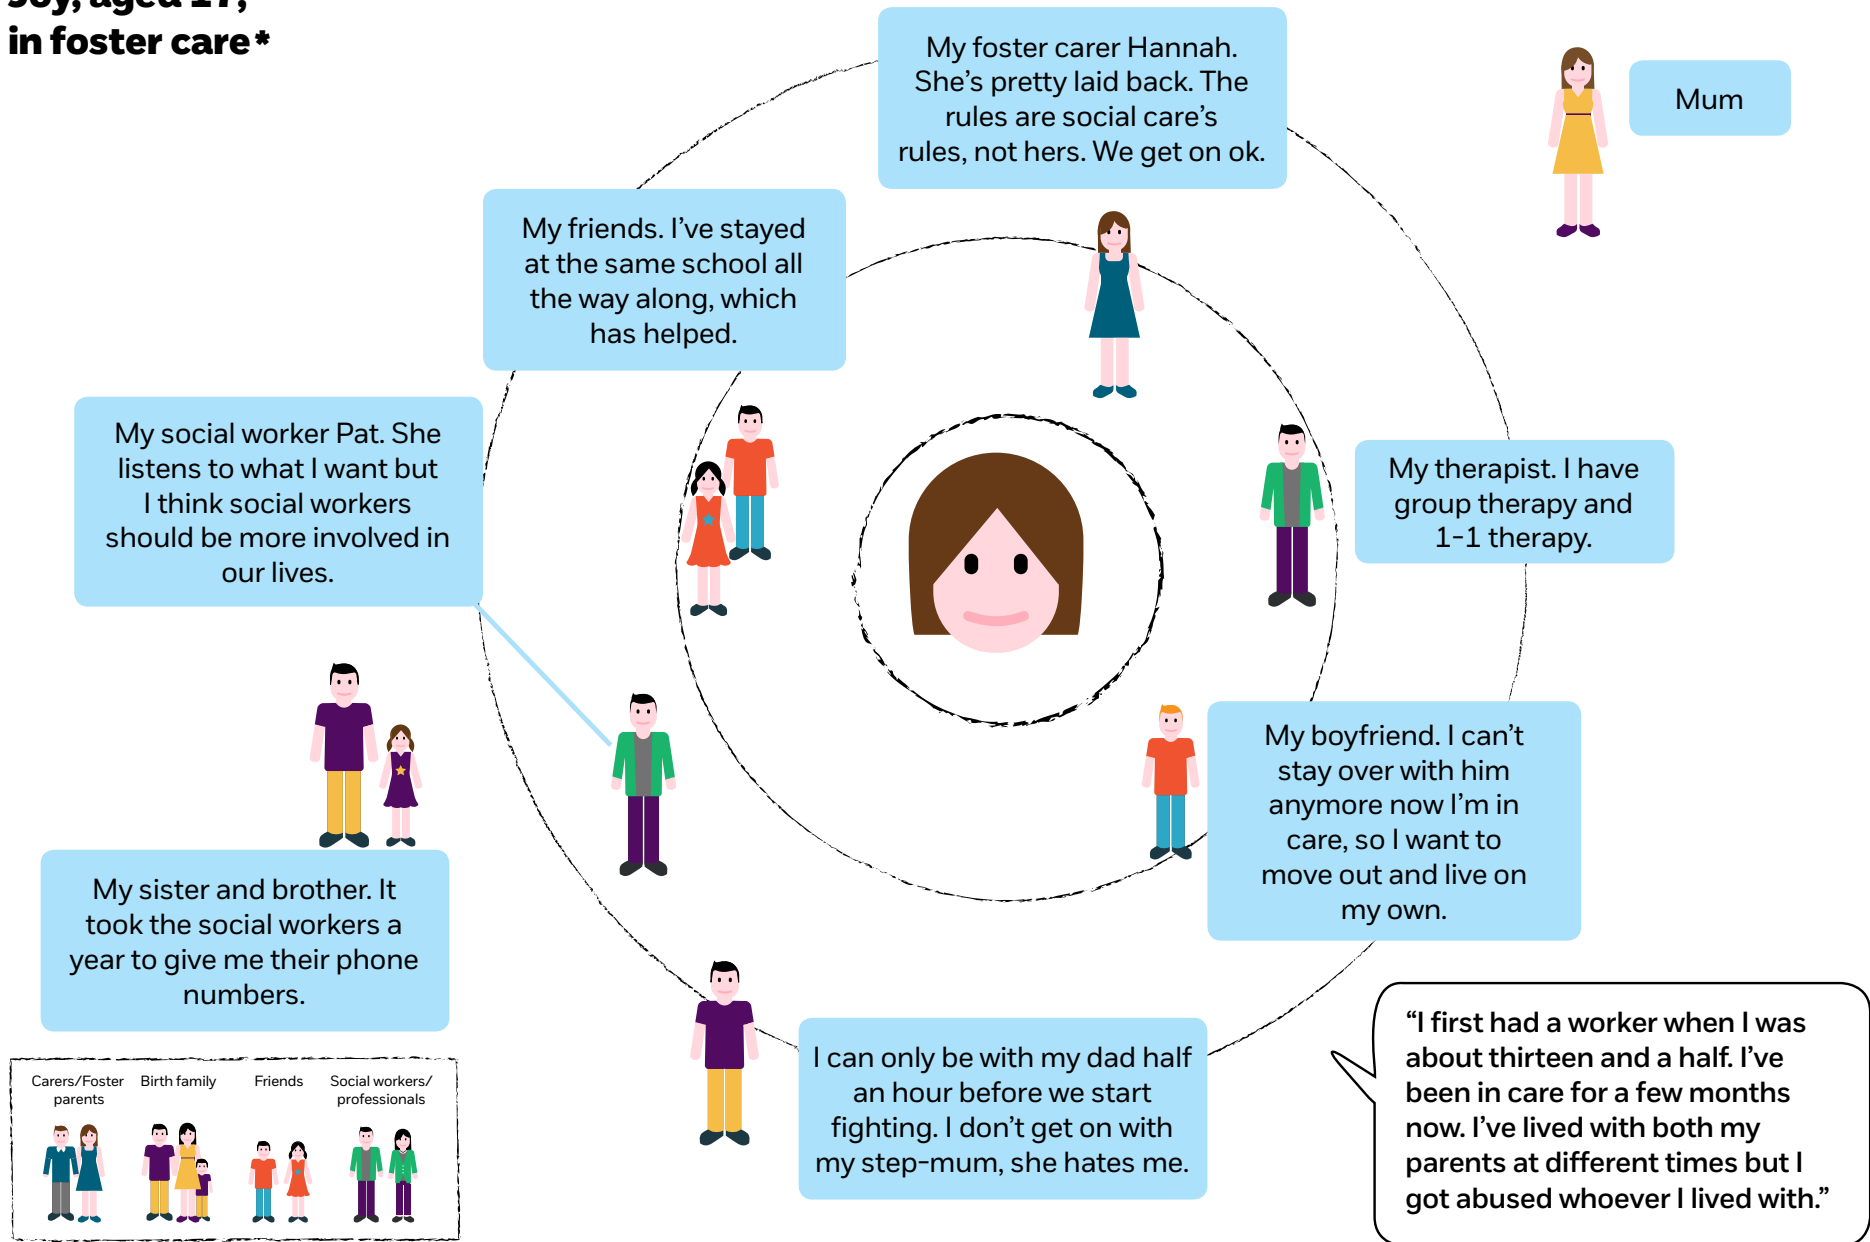 Joy, aged 17,
in foster care*
My foster carer Hannah.
She’s pretty laid back. The
rules are social care’s
rules, not hers. We get on ok.
Mum
My friends. I’ve stayed
at the same school all
the way along, which
has helped.
My social worker Pat. She
listens to what I want but
I think social workers
should be more involved in
our lives.
My therapist. I have
group therapy and
1-1 therapy.
My boyfriend. I can’t
stay over with him
anymore now I’m in
care, so I want to
move out and live on
my own.
My sister and brother. It
took the social workers a
year to give me their phone
numbers.
I can only be with my dad half
an hour before we start
fighting. I don’t get on with
my step-mum, she hates me.
“I first had a worker when I was
about thirteen and a half. I’ve
been in care for a few months
now. I’ve lived with both my
parents at different times but I
got abused whoever I lived with.”
Carers/Foster
parents
Birth family
Friends
Social workers/
professionals